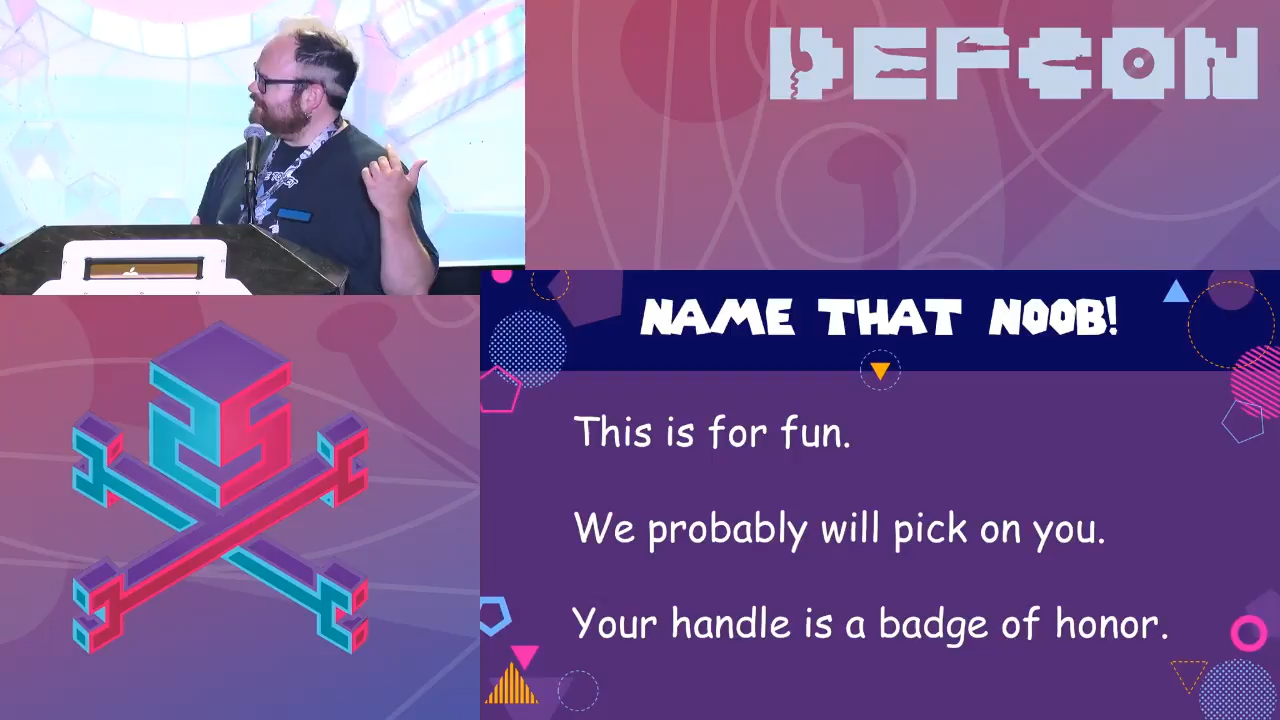 DEFCON
NAME THAT NOOB!
This is for fun.
We probably will pick on you.
Your handle is a badge of honor.
25